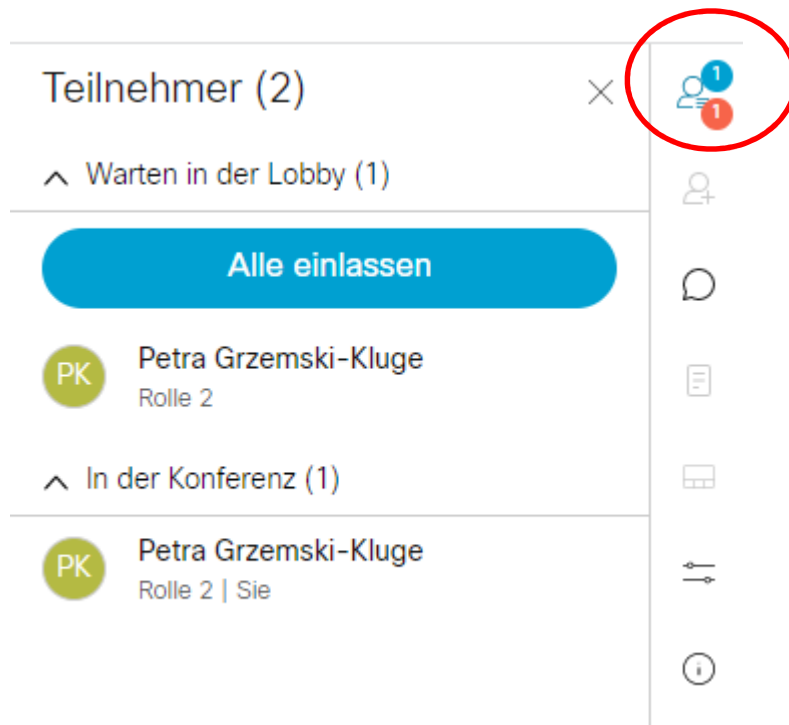 Teilnehmer (2)
1
1
Warten in der Lobby (1)
Alle einlassen
PK
Petra Grzemski-Kluge
Rolle 2
In der Konferenz (1)
PK
Petra Grzemski-Kluge
Rolle 2 | Sie